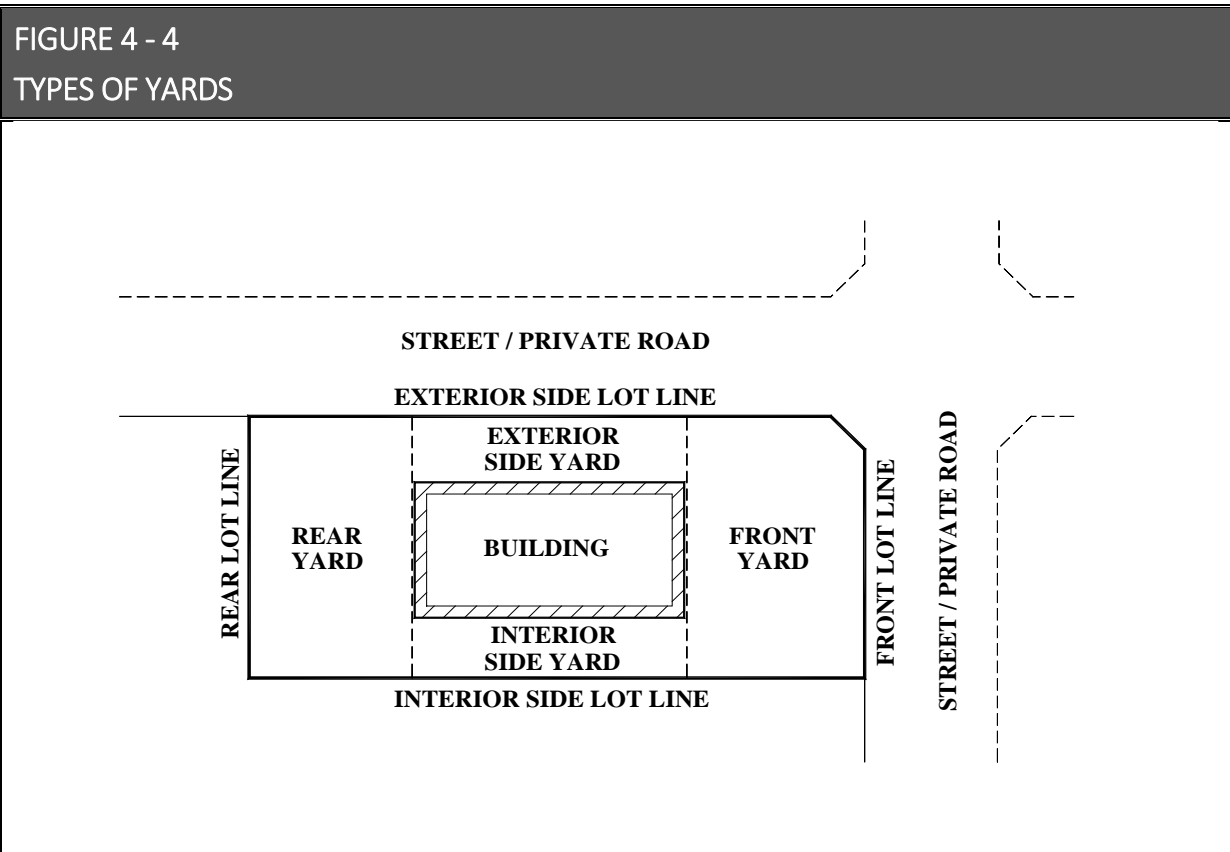 FIGURE 4 - 4
TYPES OF YARDS
STREET / PRIVATE ROAD
EXTERIOR SIDE LOT LINE
EXTERIOR
SIDE YARD
REAR LOT LINE
REAR
YARD
BUILDING
FRONT
YARD
FRONT LOT LINE
STREET / PRIVATE ROAD
INTERIOR
SIDE YARD
INTERIOR SIDE LOT LINE